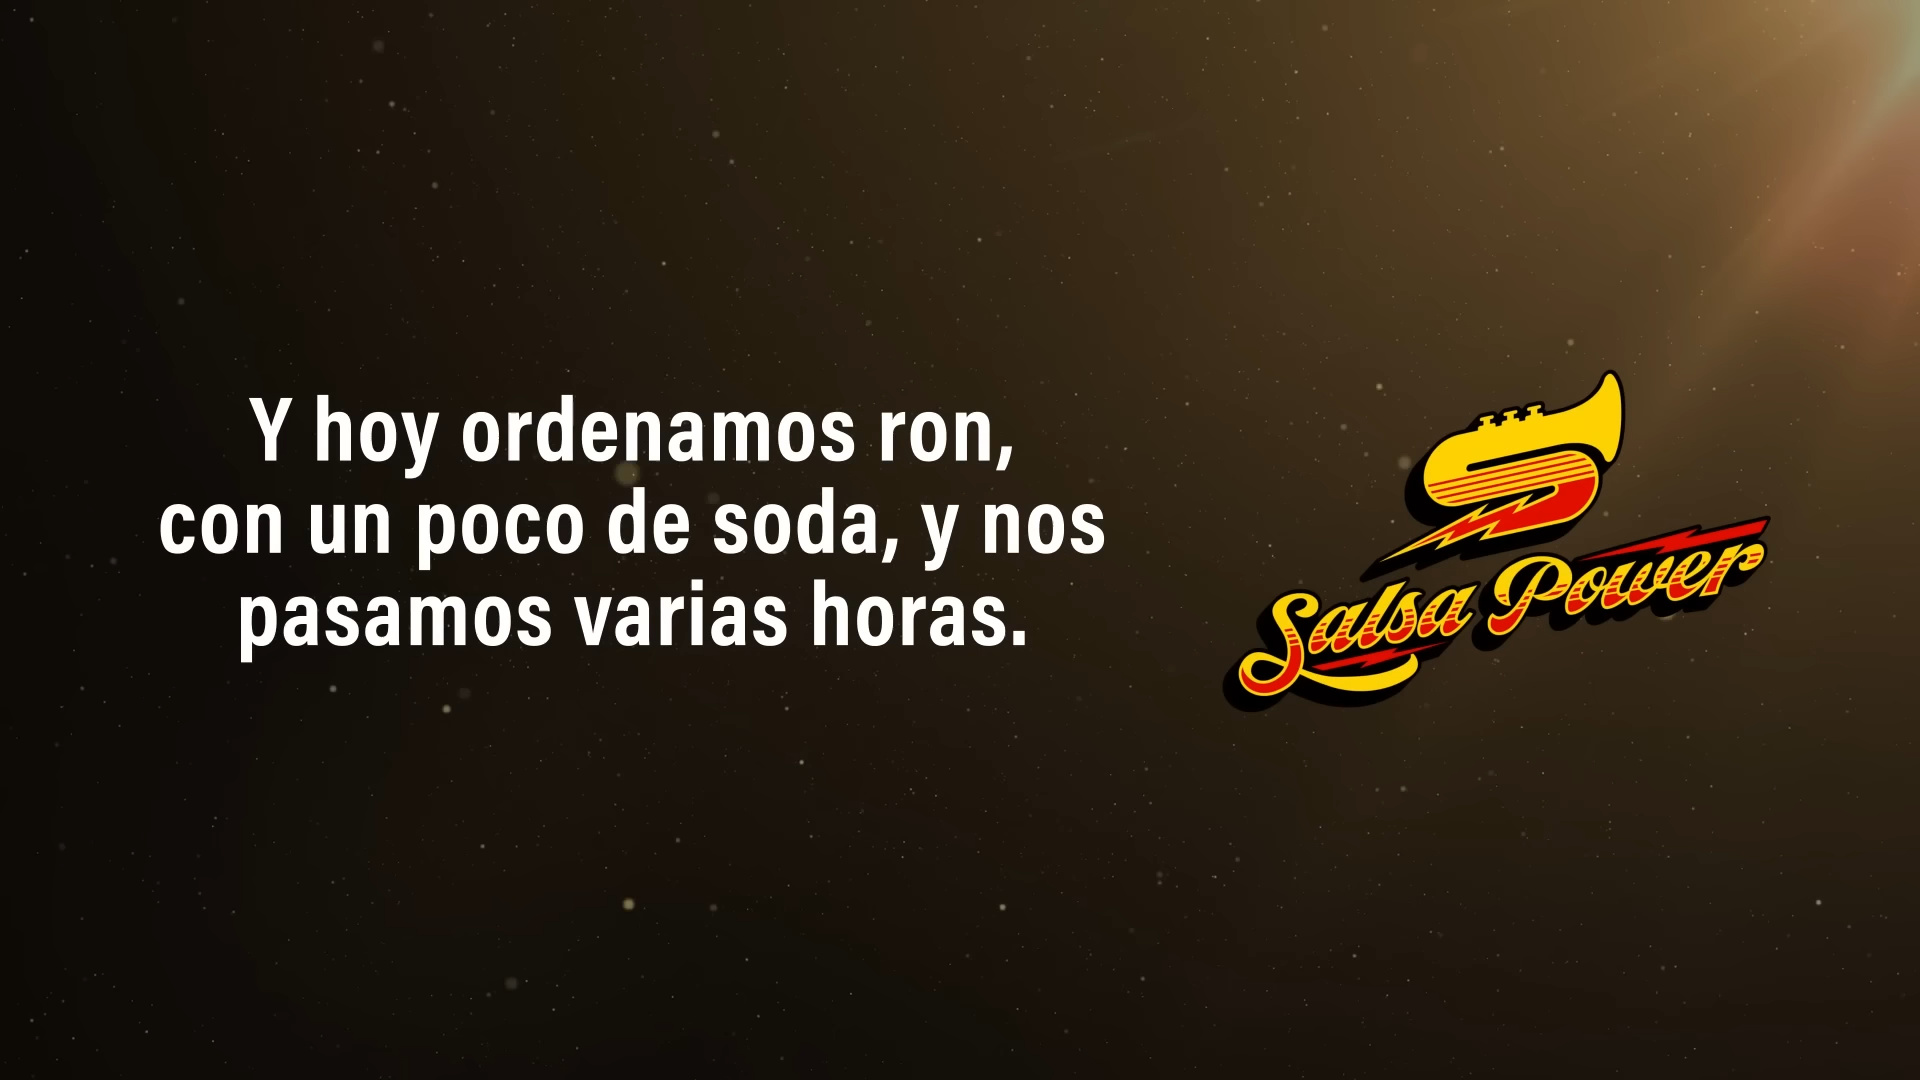 Y hoy ordenamos ron,
con un poco de soda, y nos
pasamos varias horas.
Salsa Power